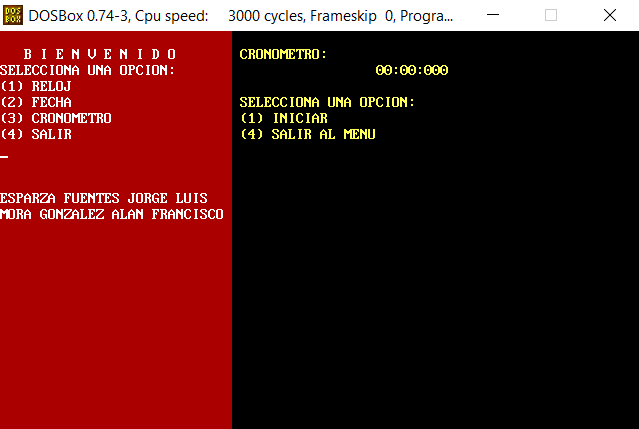 DOS BOX
DOSBox 0.74-3, Cpu speed: 3000 cycles, Frameskip 0, Progra...
B I E N V E N I D O
SELECCIONA UNA OPCION:
(1) RELOJ
(2) FECHA
(3) CRONOMETRO
(4) SALIR
ESPARZA FUENTES JORGE LUIS
MORA GONZALEZ ALAN FRANCISCO
CRONOMETRO:
00:00:000
SELECCIONA UNA OPCION:
(1) INICIAR
(4) SALIR AL MENU